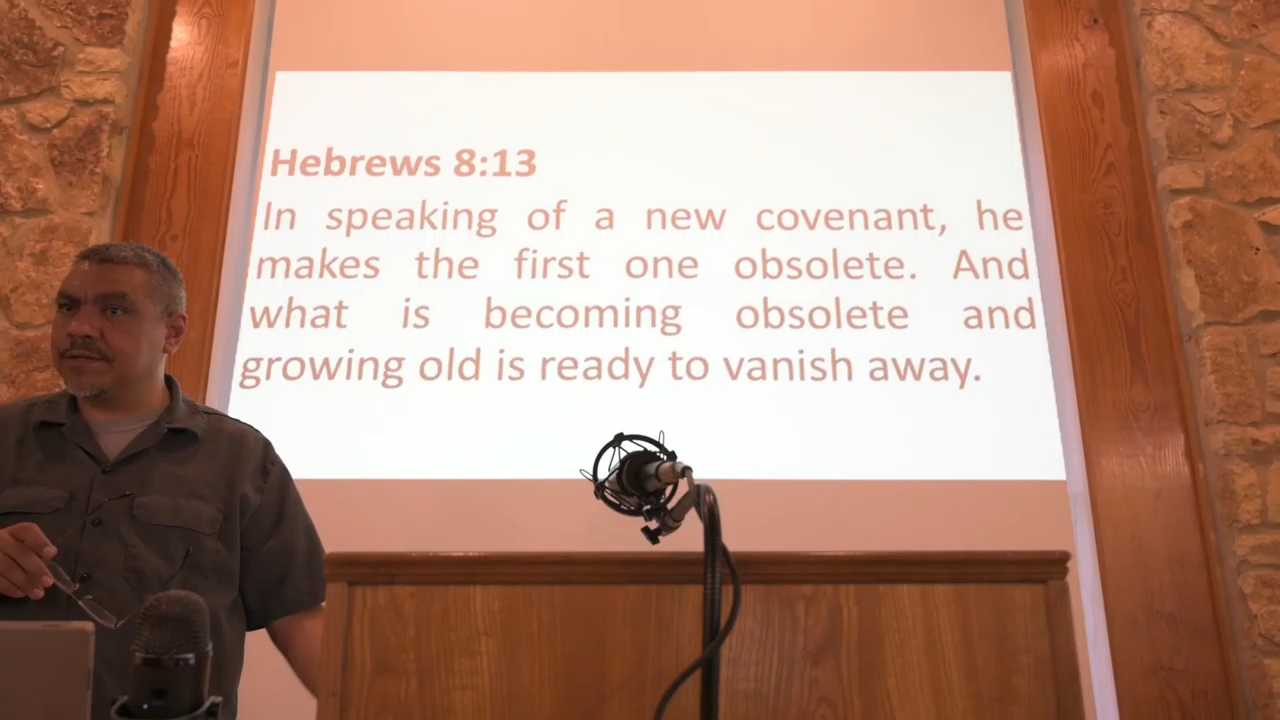 Hebrews 8:13
In speaking of a new covenant, he
makes the first one obsolete. And
what is becoming obsolete and
growing old is ready to vanish away.